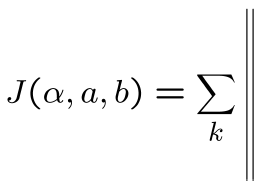 J(α, a, b) = ∑_k ‖